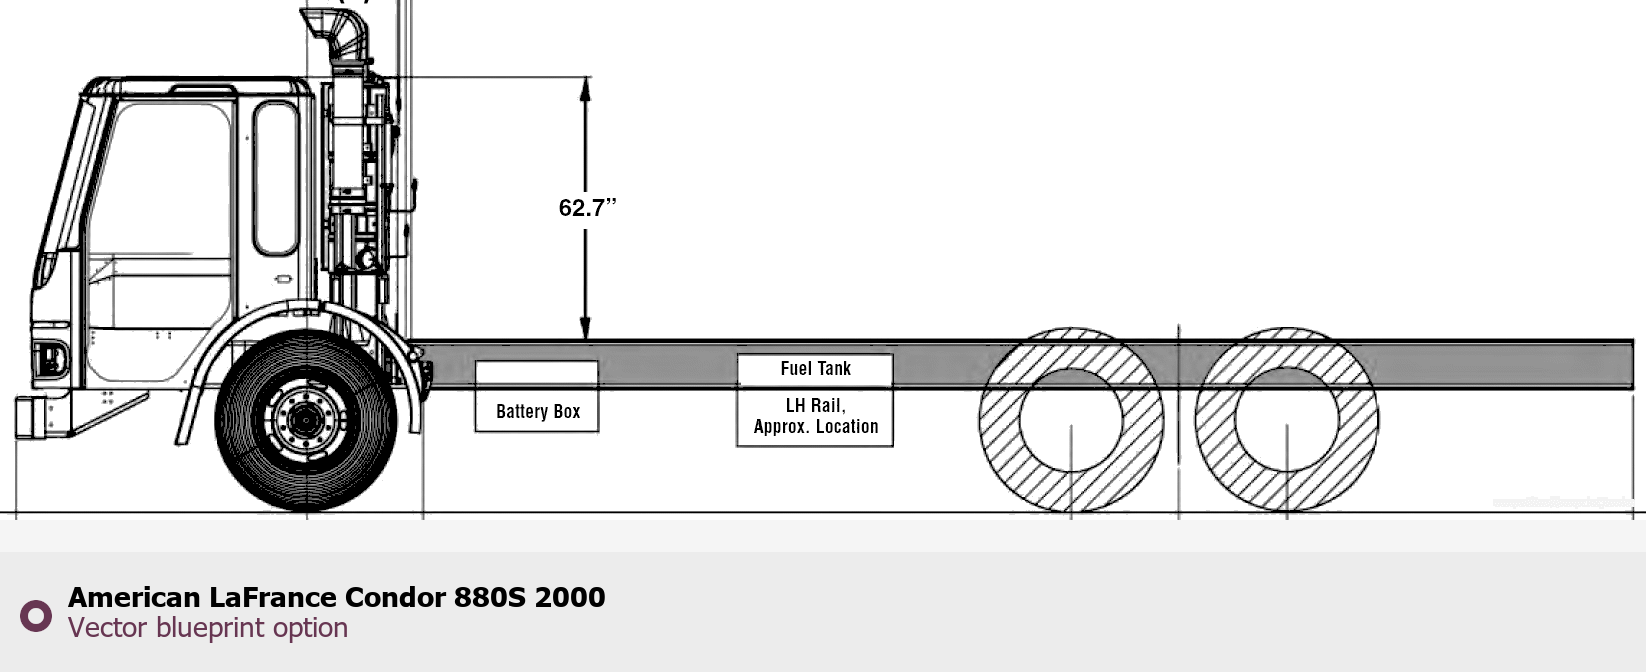 62.7”
Fuel Tank
LH Rail,
Approx. Location
Battery Box
American LaFrance Condor 880S 2000
Vector blueprint option